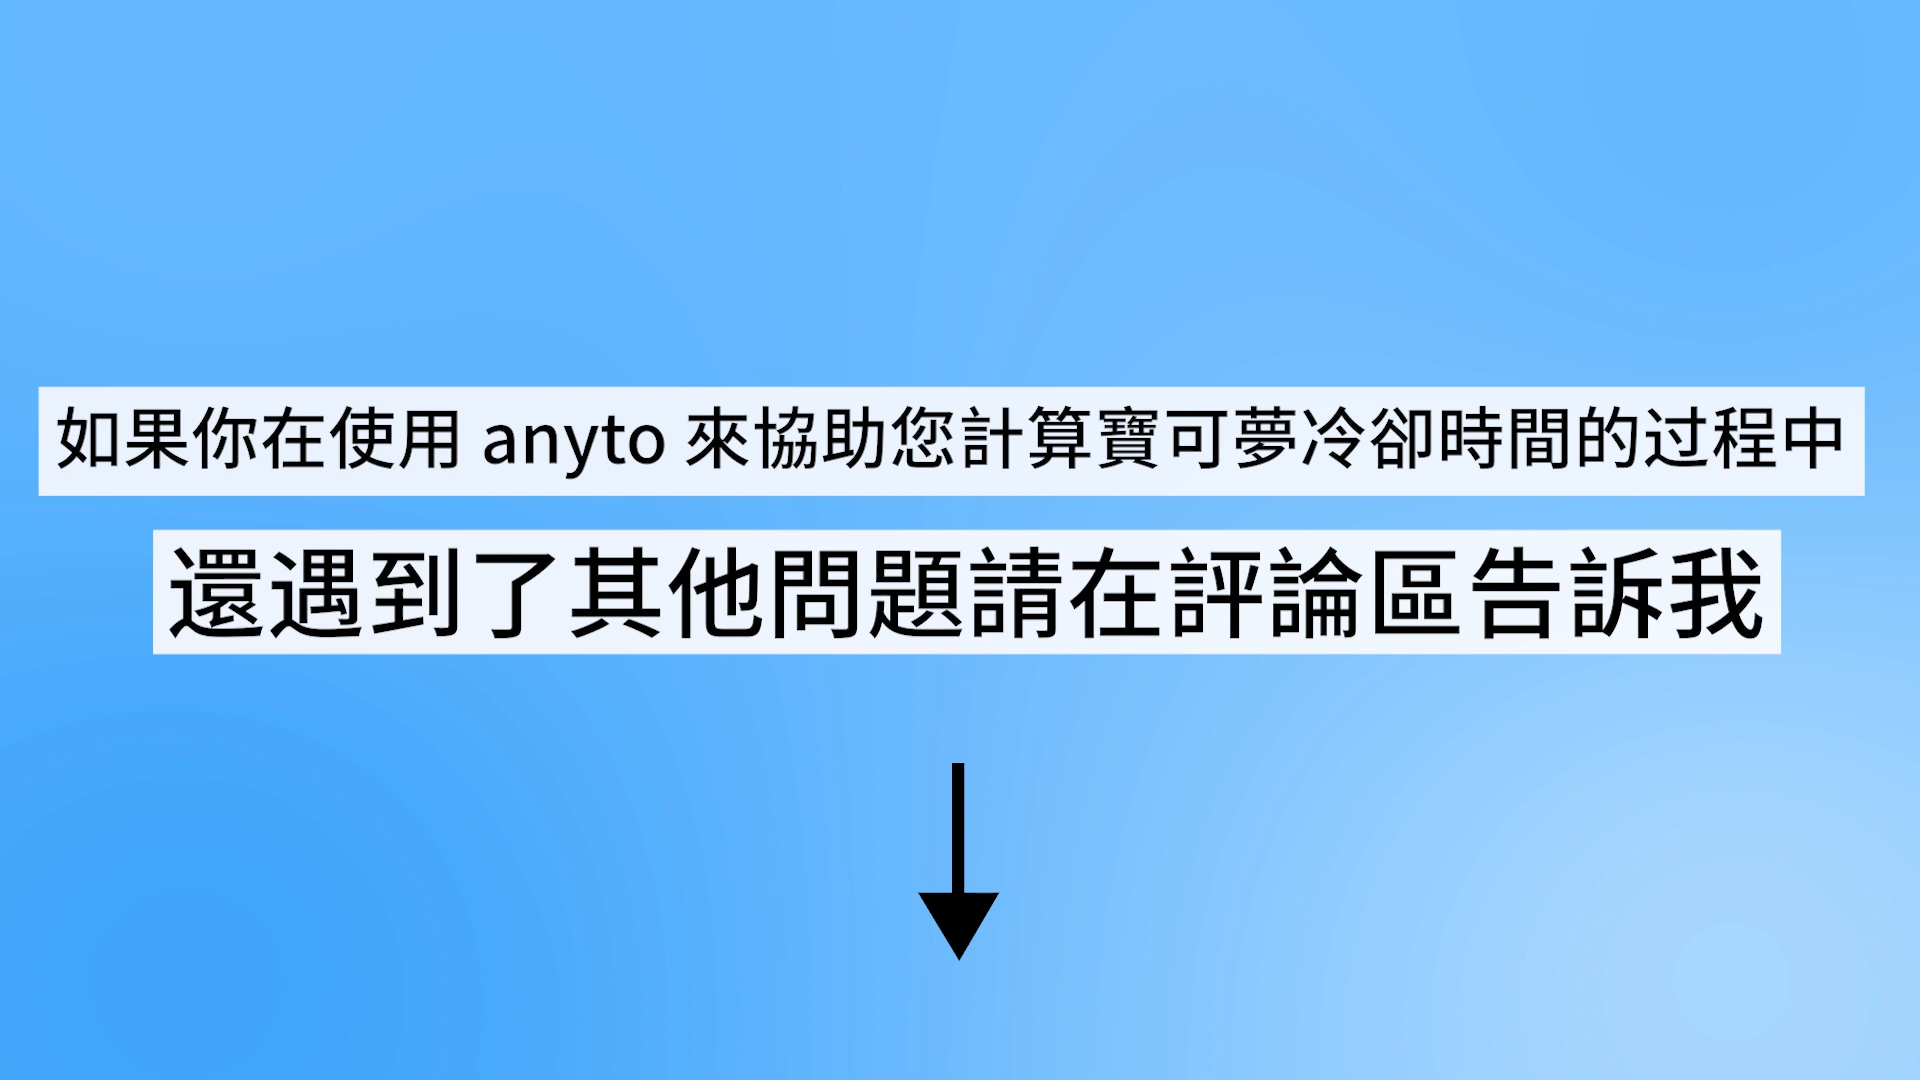 如果你在使用 anyto 來協助您計算寶可夢冷卻時間的过程中
還遇到了其他問題請在評論區告訴我